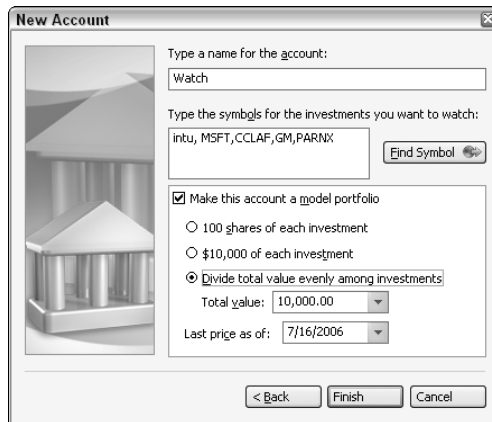 New Account
Type a name for the account:
Watch
Type the symbols for the investments you want to watch:
intu, MSFT,CCLAF,GM,PARNX
Find Symbol
Make this account a model portfolio
100 shares of each investment
$10,000 of each investment
Divide total value evenly among investments
Total value: 10,000.00
Last price as of: 7/16/2006
< Back Finish Cancel